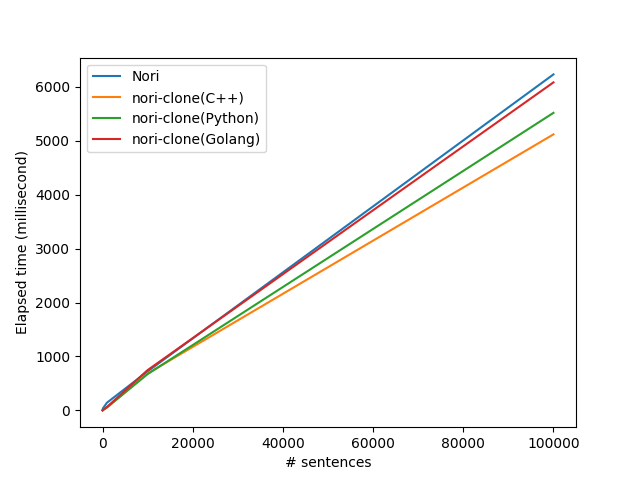 Nori
nori-clone(C++)
nori-clone(Python)
nori-clone(Golang)
Elapsed time (millisecond)
6000
5000
4000
3000
2000
1000
0
0 20000 40000 60000 80000 100000
# sentences